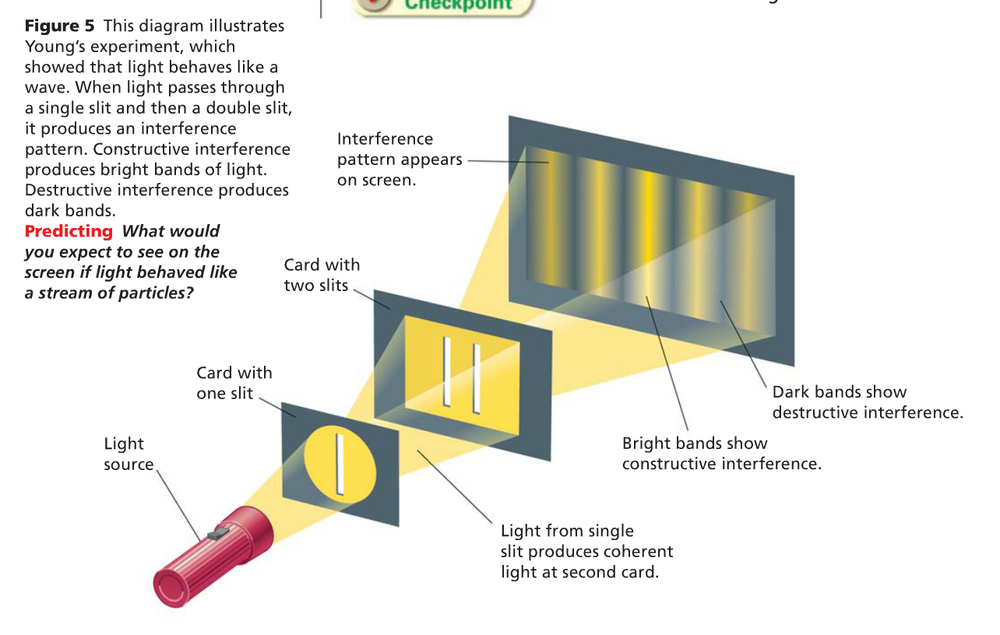 Checkpoint
Figure 5 This diagram illustrates
Young's experiment, which
showed that light behaves like a
wave. When light passes through
a single slit and then a double slit,
it produces an interference
pattern. Constructive interference
produces bright bands of light.
Destructive interference produces
dark bands.
Predicting What would
you expect to see on the
screen if light behaved like
a stream of particles?
Interference
pattern appears
on screen.
Card with
two slits
Card with
one slit
Light
source
Dark bands show
destructive interference.
Bright bands show
constructive interference.
Light from single
slit produces coherent
light at second card.